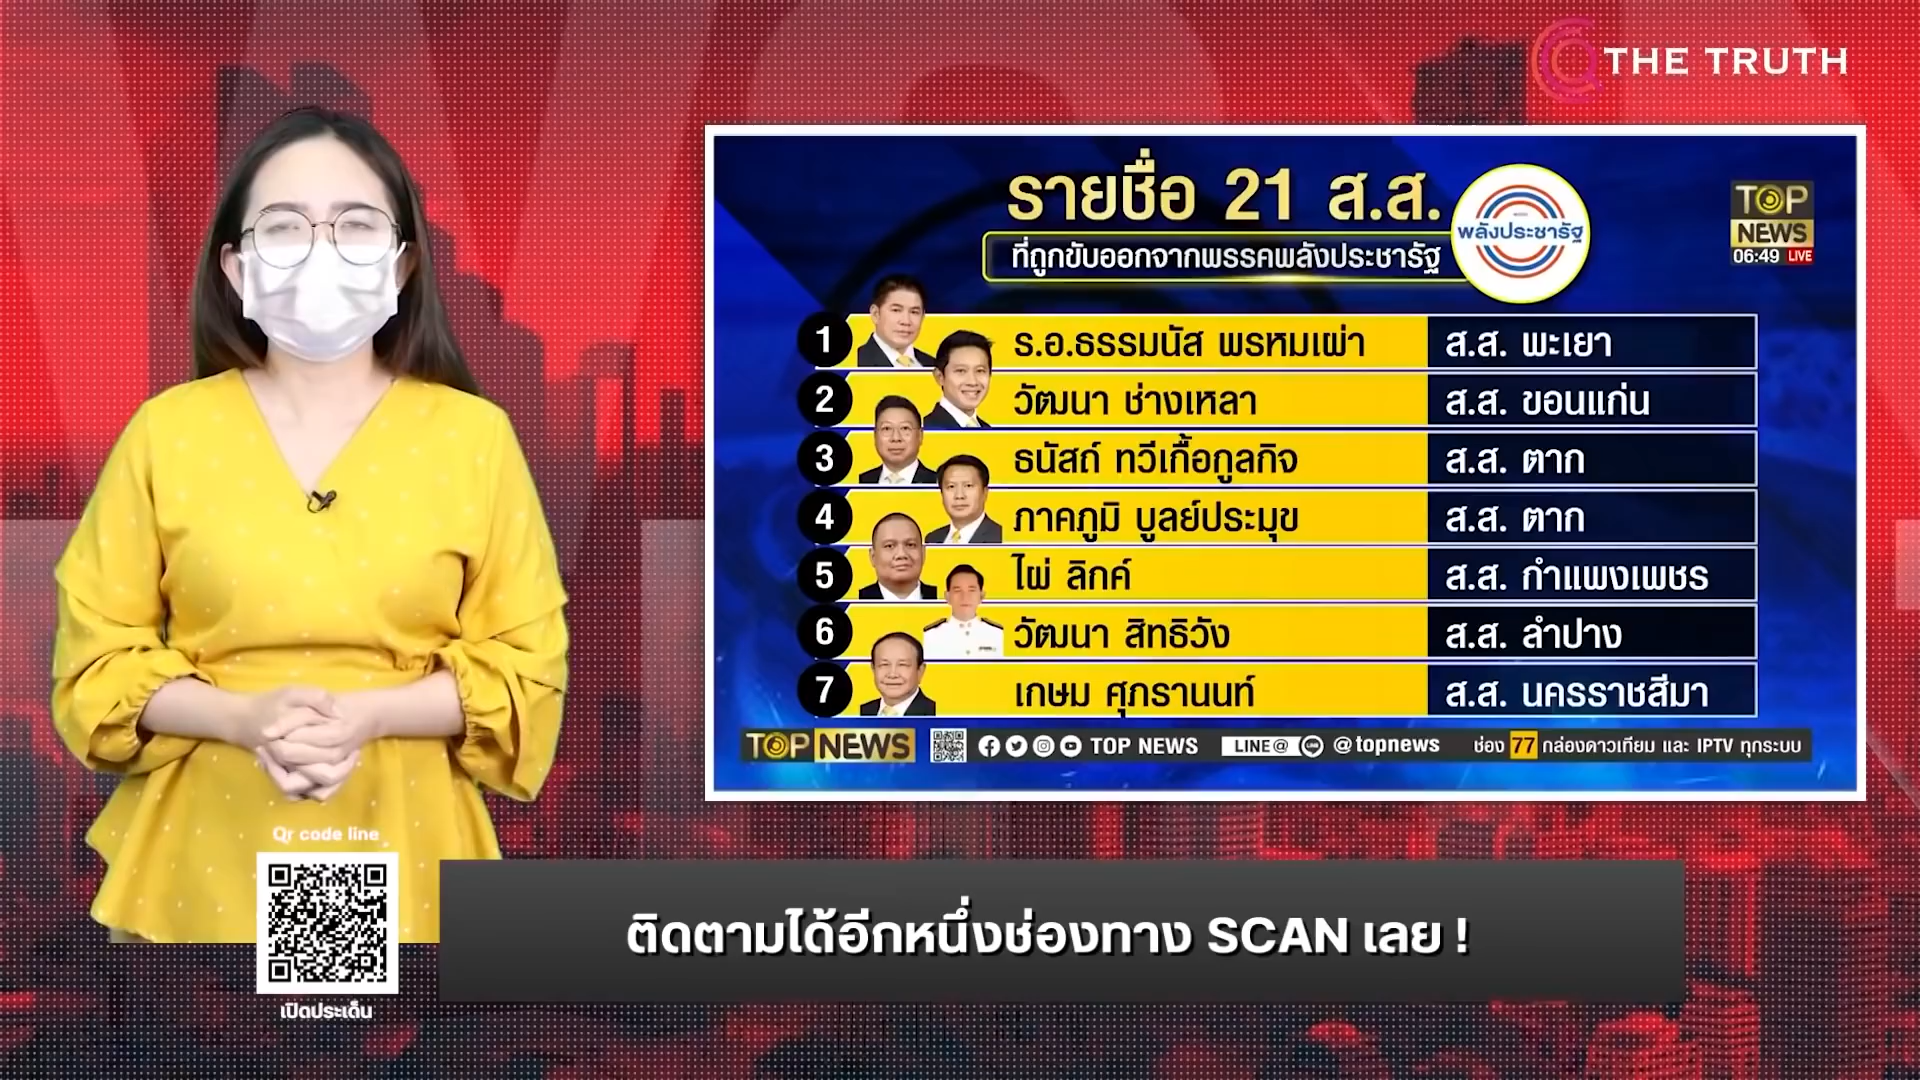 THE TRUTH
รายชื่อ 21 ส.ส.
ที่ถูกขับออกจากพรรคพลังประชารัฐ
พลังประชารัฐ
TOP
NEWS
06:49 LIVE
1 ร.อ.ธรรมนัส พรหมเผ่า ส.ส. พะเยา
2 วัฒนา ช่างเหลา ส.ส. ขอนแก่น
3 ธนัสถ์ ทวีเกื้อกูลกิจ ส.ส. ตาก
4 ภาคภูมิ บูลย์ประมุข ส.ส. ตาก
5 ไผ่ ลิกค์ ส.ส. กำแพงเพชร
6 วัฒนา สิทธิวัง ส.ส. ลำปาง
7 เกษม ศุภรานนท์ ส.ส. นครราชสีมา
TOP NEWS TOP NEWS LINE@ @topnews ช่อง 77 กล่องดาวเทียม และ IPTV ทุกระบบ
Qr code line
ติดตามได้อีกหนึ่งช่องทาง SCAN เลย !
เปิดประเด็น